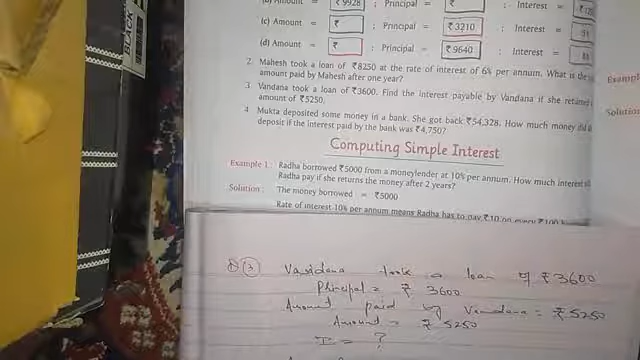 Amount = ₹ 9928 ; Principal = ₹ ; Interest =
(c) Amount = ₹ ; Principal = ₹ 3210 ; Interest =
(d) Amount = ₹ ; Principal = ₹ 9640 ; Interest =
2. Mahesh took a loan of ₹8250 at the rate of interest of 6% per annum. What is the
amount paid by Mahesh after one year?
3 Vandana took a loan of ₹3600. Find the interest payable by Vandana if she
amount of ₹5250.
4 Mukta deposited some money in a bank. She got back ₹54,328. How much money did
deposit if the interest paid by the bank was ₹4,750?
Computing Simple Interest
Example 1: Radha borrowed ₹5000 from a moneylender at 10% per annum. How much interest
Radha pay if she returns the money after 2 years?
Solution: The money borrowed = ₹5000
Rate of interest 10% per annum means Radha has to pay ₹10 on every ₹100
BLACK
Solution
③ Vandana took a loan of ₹3600
Principal = ₹ 3600
Amount paid by Vandana = ₹5250
Amount = ₹ 5250
I = ?